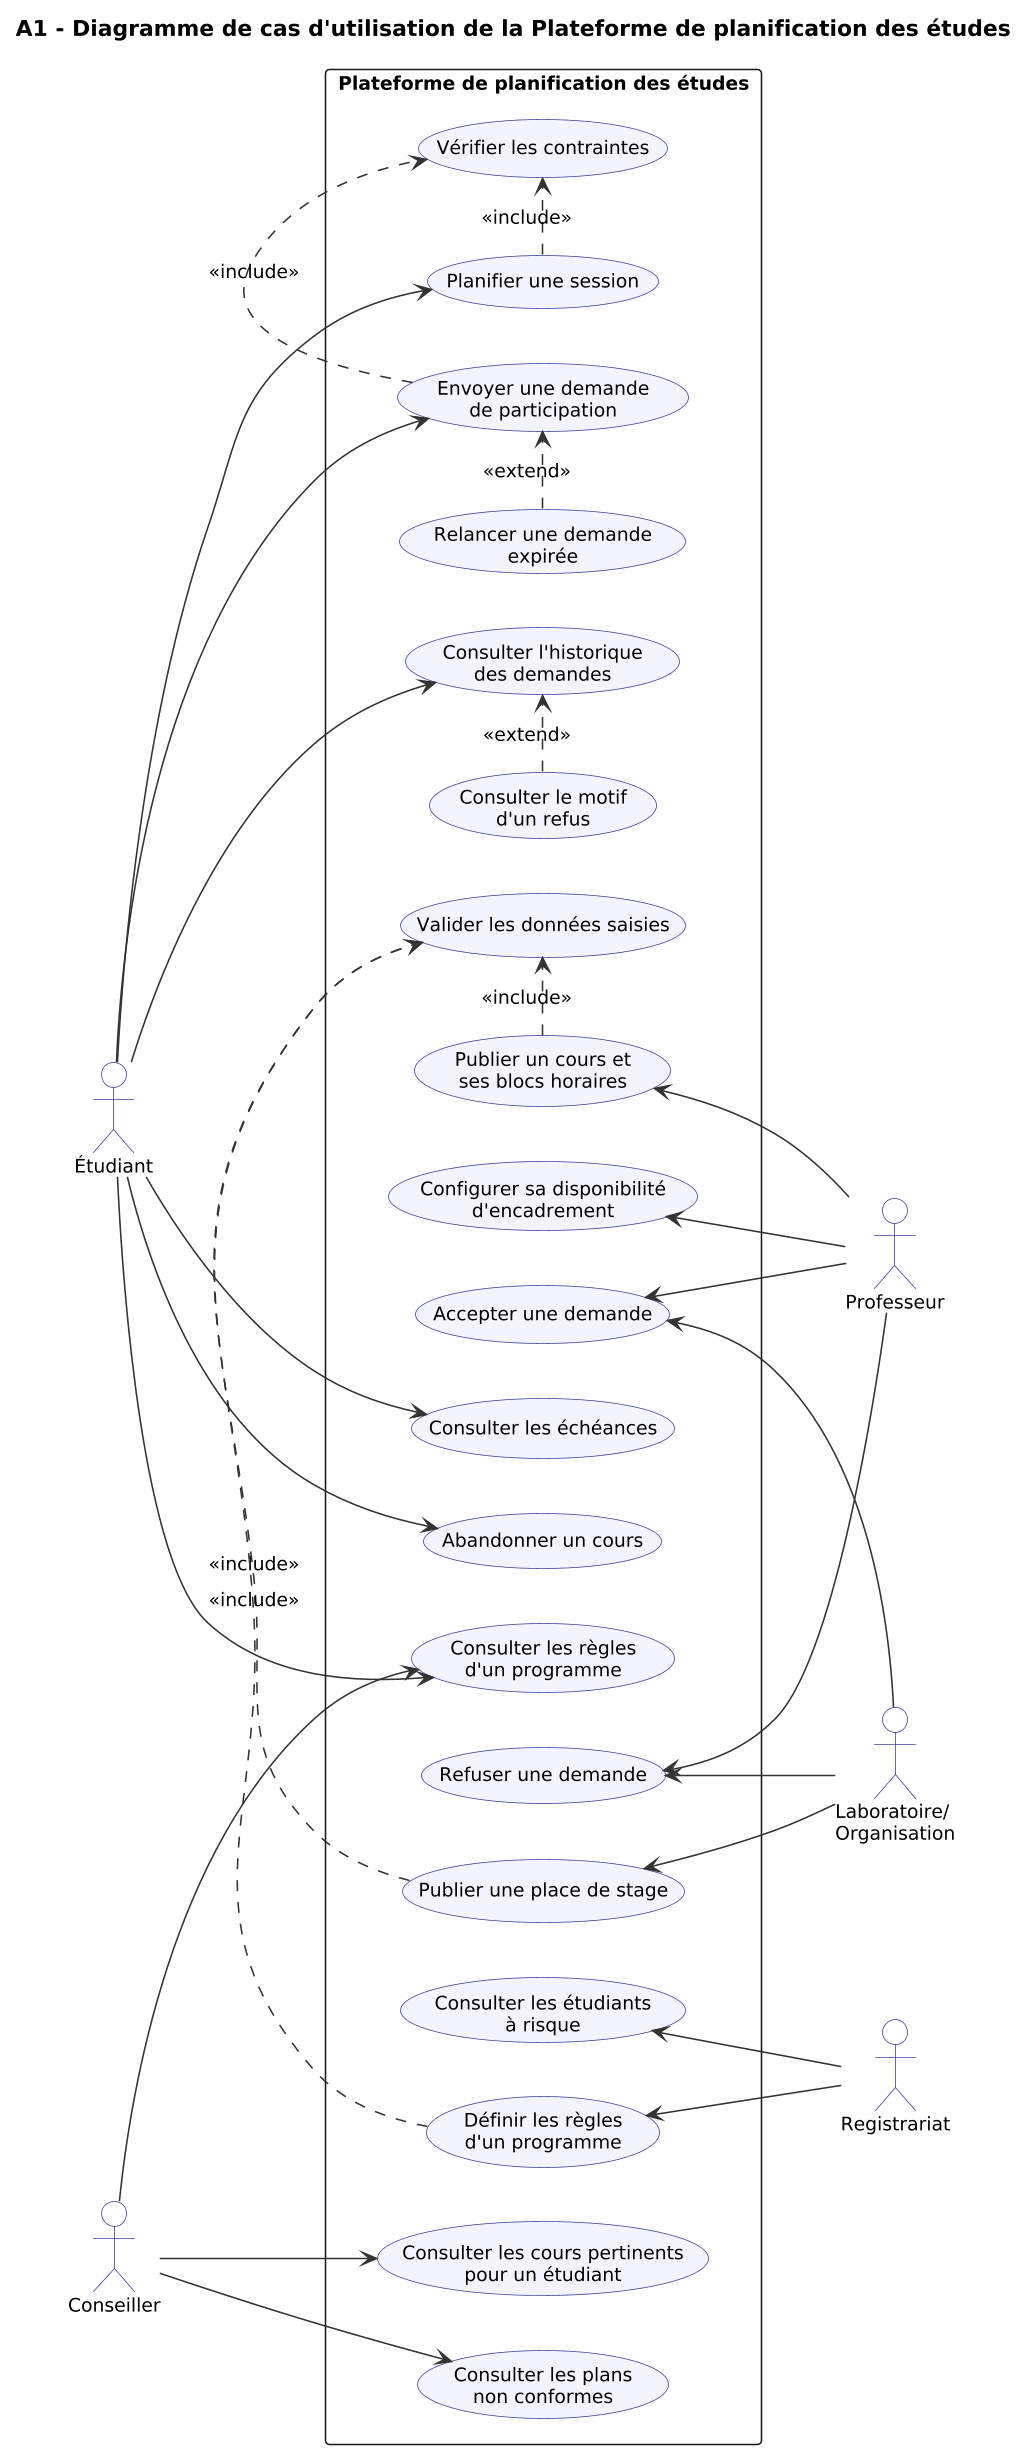 A1 - Diagramme de cas d'utilisation de la Plateforme de planification des études
Plateforme de planification des études
Vérifier les contraintes
«include»
«include»
Planifier une session
Envoyer une demande
de participation
«extend»
Relancer une demande
expirée
Consulter l'historique
des demandes
«extend»
Consulter le motif
d'un refus
Valider les données saisies
«include»
Publier un cours et
ses blocs horaires
Étudiant
Configurer sa disponibilité
d'encadrement
Professeur
Accepter une demande
Consulter les échéances
Abandonner un cours
«include»
«include»
Consulter les règles
d'un programme
Refuser une demande
Laboratoire/
Organisation
Publier une place de stage
Consulter les étudiants
à risque
Registrariat
Définir les règles
d'un programme
Consulter les cours pertinents
pour un étudiant
Conseiller
Consulter les plans
non conformes